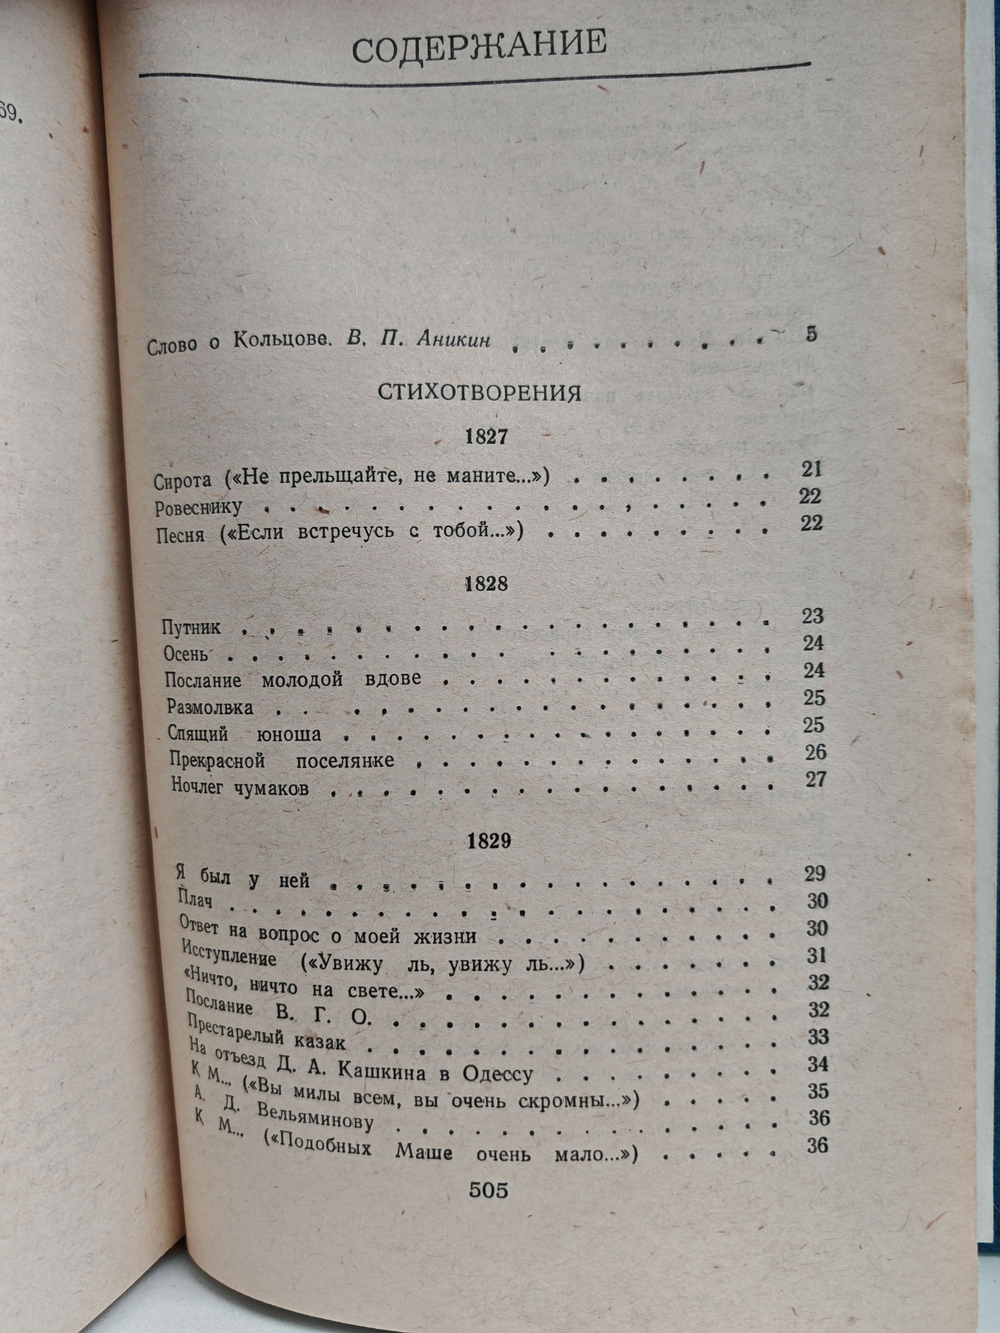 69.
СОДЕРЖАНИЕ
Слово о Кольцове. В. П. Аникин . . . . . . . . . . 5
СТИХОТВОРЕНИЯ
1827
Сирота («Не прельщайте, не маните...») . . . . . . . . 21
Ровеснику . . . . . . . . . . . . . . . . . . . 22
Песня («Если встречусь с тобой...») . . . . . . . . . 22
1828
Путник . . . . . . . . . . . . . . . . . . . . 23
Осень . . . . . . . . . . . . . . . . . . . . 24
Послание молодой вдове . . . . . . . . . . . . . 24
Размолвка . . . . . . . . . . . . . . . . . . . 25
Спящий юноша . . . . . . . . . . . . . . . . . 25
Прекрасной поселянке . . . . . . . . . . . . . . 26
Ночлег чумаков . . . . . . . . . . . . . . . . . 27
1829
Я был у ней . . . . . . . . . . . . . . . . . 29
Плач . . . . . . . . . . . . . . . . . . . . . 30
Ответ на вопрос о моей жизни . . . . . . . . . . . 30
Исступление («Увижу ль, увижу ль...») . . . . . . . 31
«Ничто, ничто на свете...» . . . . . . . . . . . . . 32
Послание В. Г. О. . . . . . . . . . . . . . . . 32
Престарелый казак . . . . . . . . . . . . . . . . 33
На отъезд Д. А. Кашкина в Одессу . . . . . . . . . 34
К М... («Вы милы всем, вы очень скромны...») . . . . . 35
А. Д. Вельяминову . . . . . . . . . . . . . . . 36
К М... («Подобных Маше очень мало...») . . . . . 36
505